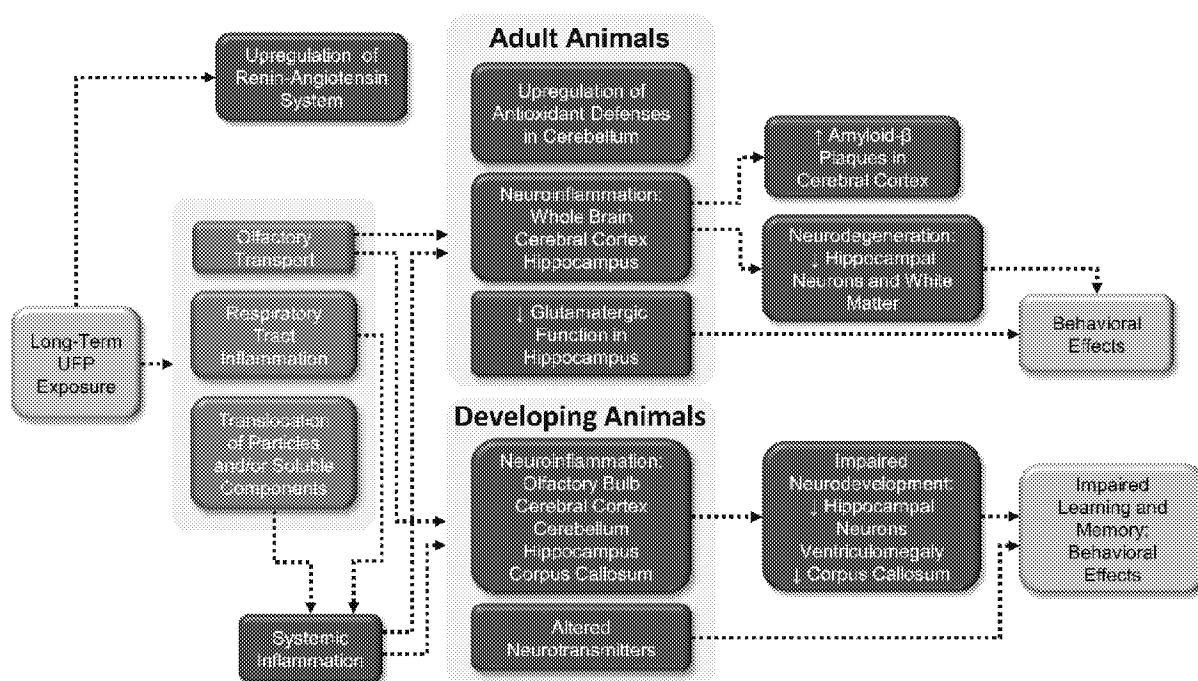 Adult Animals
Upregulation of
Renin-Angiotensin
System
Upregulation of
Antioxidant Defenses
in Cerebellum
↑ Amyloid-β
Plaques in
Cerebral Cortex
Neuroinflammation:
Whole Brain
Cerebral Cortex
Hippocampus
Olfactory
Transport
Neurodegeneration:
↓ Hippocampal
Neurons and White
Matter
Respiratory
Tract
Inflammation
↓ Glutamatergic
Function in
Hippocampus
Long-Term
UFP
Exposure
Behavioral
Effects
Translocation
of Particles
and/or Soluble
Components
Developing Animals
Neuroinflammation:
Olfactory Bulb
Cerebral Cortex
Cerebellum
Hippocampus
Corpus Callosum
Impaired
Neurodevelopment:
↓ Hippocampal
Neurons
Ventriculomegaly
↓ Corpus Callosum
Impaired
Learning and
Memory;
Behavioral
Effects
Systemic
Inflammation
Altered
Neurotransmitters